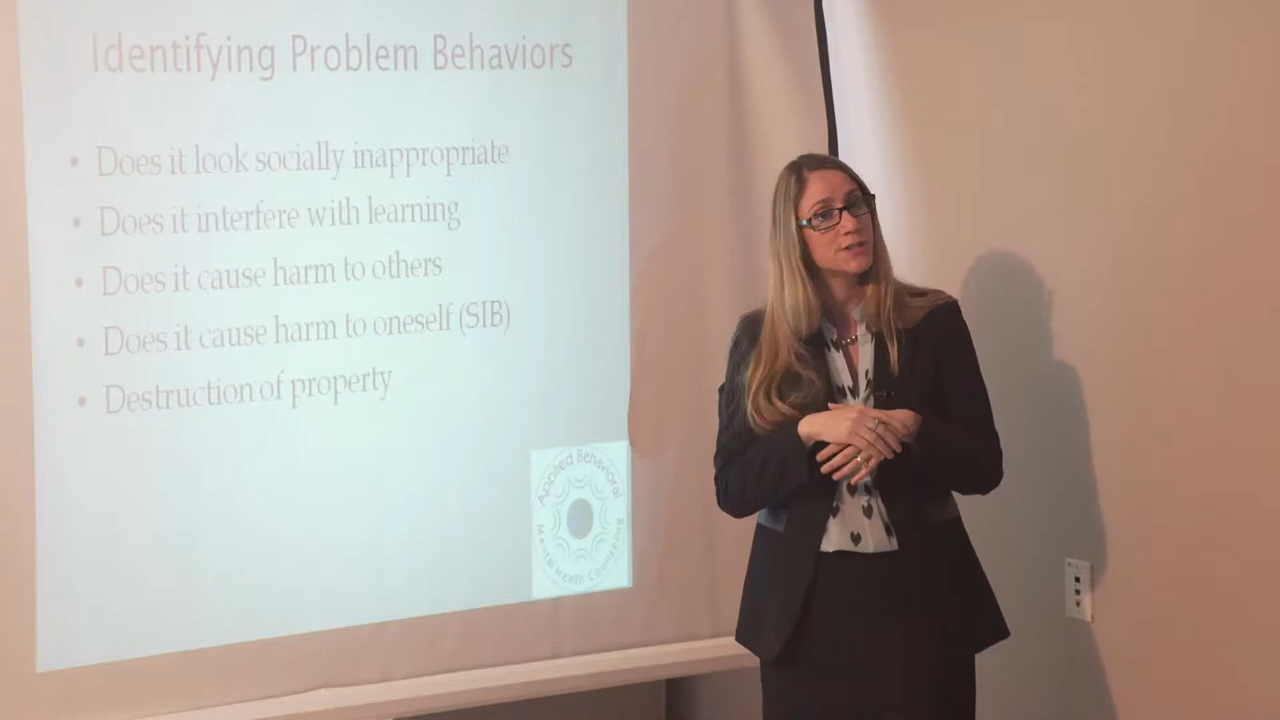 Identifying Problem Behaviors
• Does it look socially inappropriate
• Does it interfere with learning
• Does it cause harm to others
• Does it cause harm to oneself (SIB)
• Destruction of property
Applied Behavioral
Mental Health Counseling